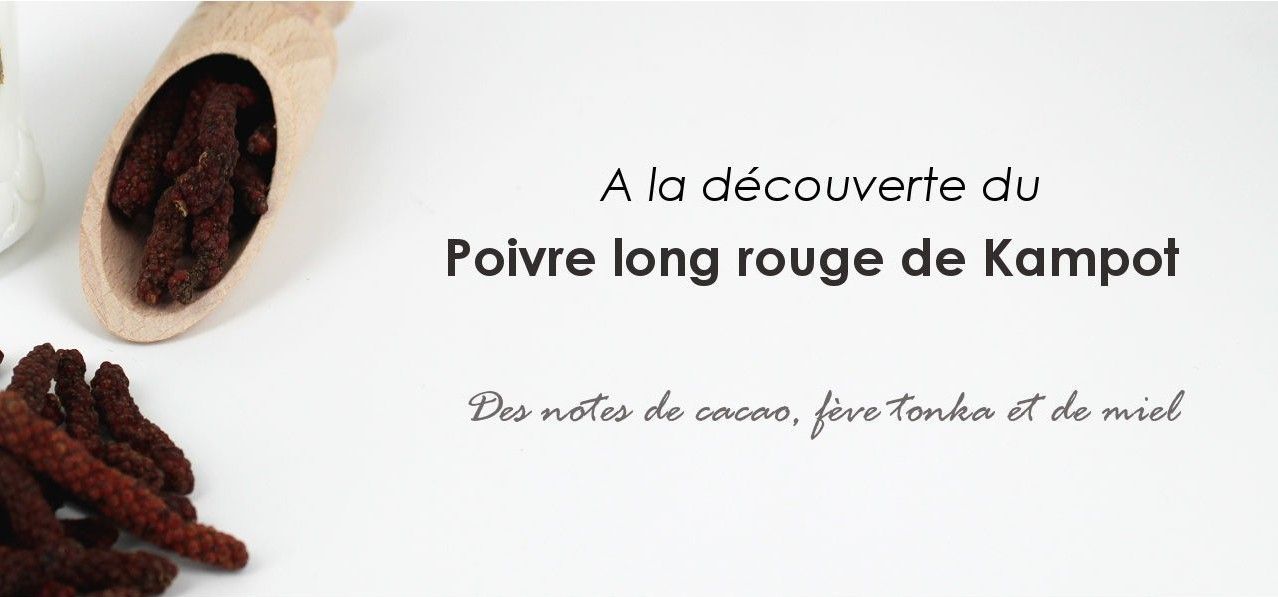 A la découverte du
Poivre long rouge de Kampot
Des notes de cacao, fève tonka et de miel